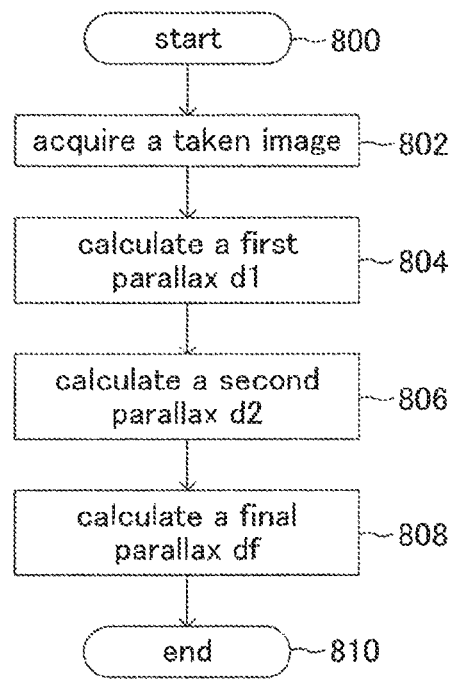 start 800
acquire a taken image 802
calculate a first
parallax d1
804
calculate a second
parallax d2
806
calculate a final
parallax df
808
end 810